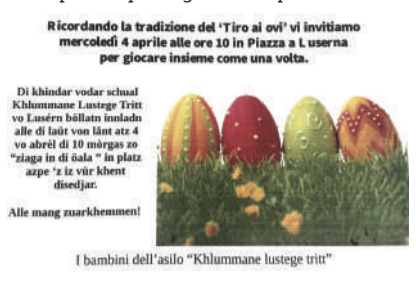 Ricordando la tradizione del ‘Tiro ai ovi’ vi invitiamo
mercoledì 4 aprile alle ore 10 in Piazza a L userna
per giocare insieme come una volta.
Di khindar vodar schual
Khlummane Lustege Tritt
vo Lusérn böllatn innladn
alle di laüt von lånt atz 4
vo abrèl di 10 mòrgas zo
"ziaga in di öala " in platz
azpe ‘z iz vür khent
disedjar.
Alle mang zuarkhemmen!
I bambini dell’asilo “Khlummane lustege tritt”